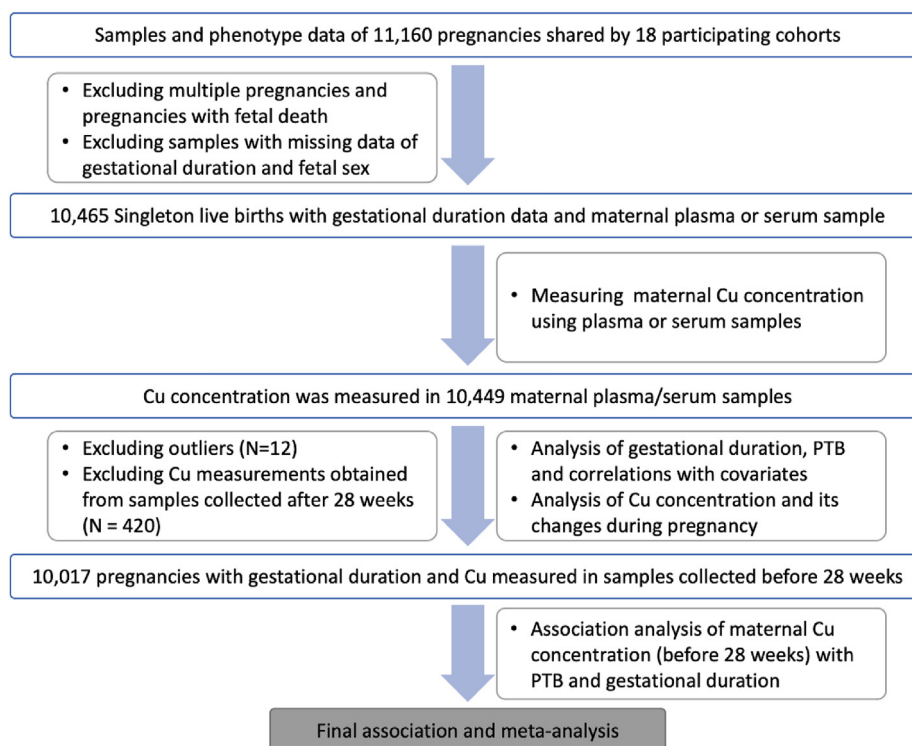 Samples and phenotype data of 11,160 pregnancies shared by 18 participating cohorts
• Excluding multiple pregnancies and
pregnancies with fetal death
• Excluding samples with missing data of
gestational duration and fetal sex
10,465 Singleton live births with gestational duration data and maternal plasma or serum sample
• Measuring maternal Cu concentration
using plasma or serum samples
Cu concentration was measured in 10,449 maternal plasma/serum samples
• Excluding outliers (N=12)
• Excluding Cu measurements obtained
from samples collected after 28 weeks
(N = 420)
• Analysis of gestational duration, PTB
and correlations with covariates
• Analysis of Cu concentration and its
changes during pregnancy
10,017 pregnancies with gestational duration and Cu measured in samples collected before 28 weeks
• Association analysis of maternal Cu
concentration (before 28 weeks) with
PTB and gestational duration
Final association and meta-analysis